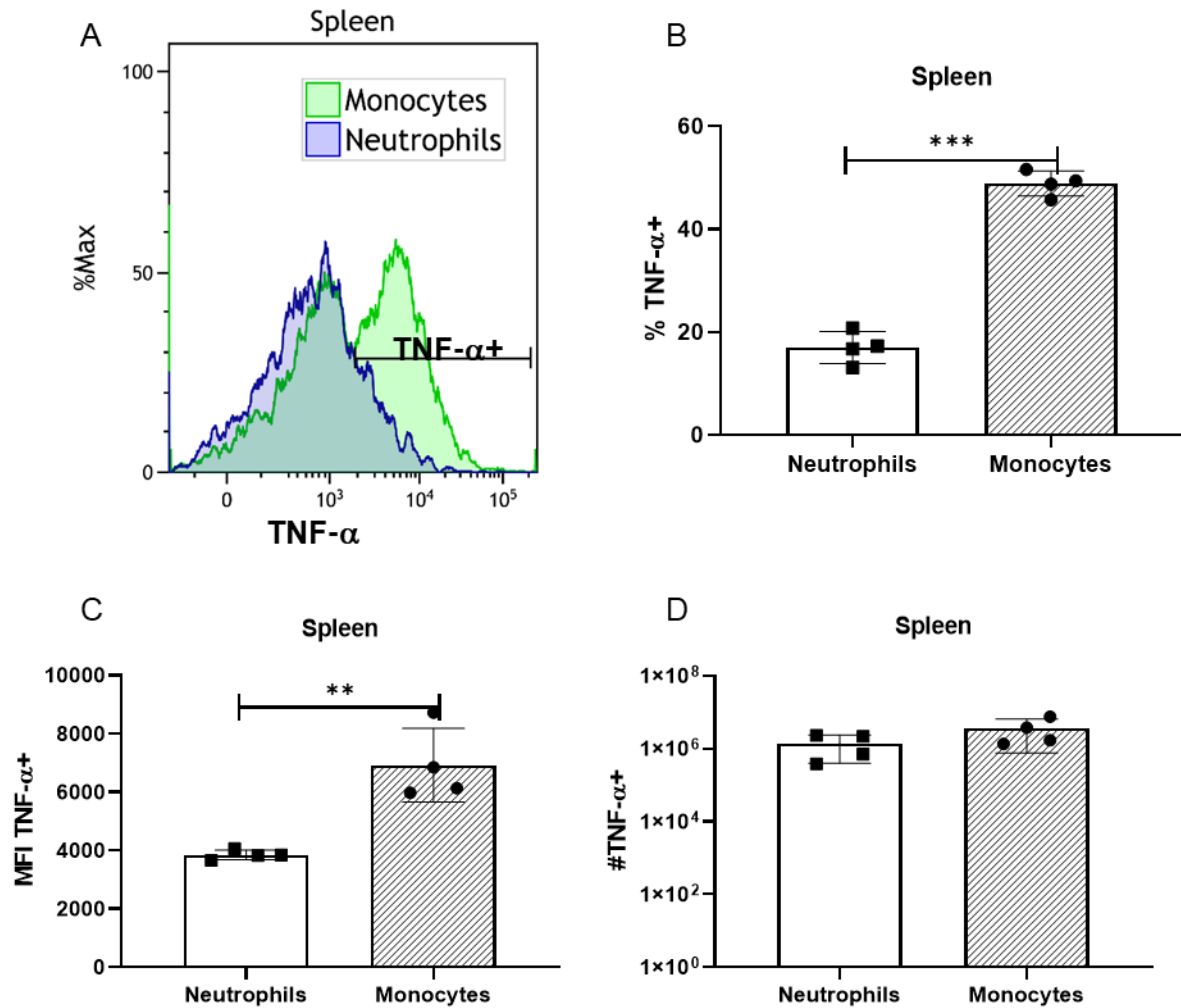 A
Spleen
100
Monocytes
Neutrophils
%Max
50
TNF-α+
0
0 10³ 10⁴ 10⁵
TNF-α
B
Spleen
60
***
40
% TNF-α+
20
0
Neutrophils Monocytes
C
Spleen
10000
**
8000
6000
MFI TNF-α+
4000
2000
0
Neutrophils Monocytes
D
Spleen
1×10⁸
1×10⁶
#TNF-α+
1×10⁴
1×10²
1×10⁰
Neutrophils Monocytes